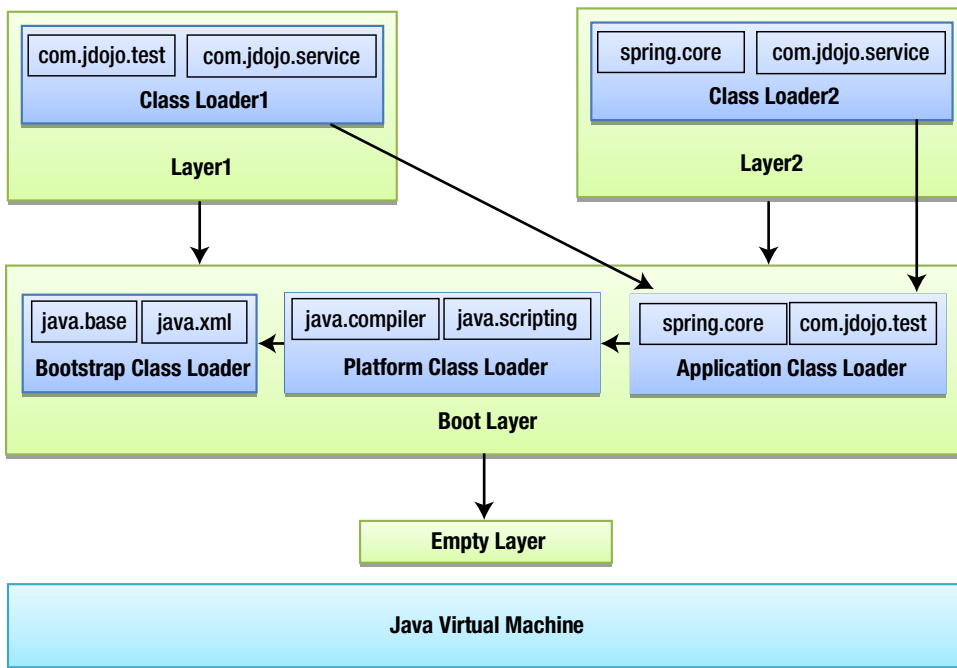 com.jdojo.test
com.jdojo.service
Class Loader1
Layer1
spring.core
com.jdojo.service
Class Loader2
Layer2
java.base
java.xml
Bootstrap Class Loader
java.compiler
java.scripting
Platform Class Loader
spring.core
com.jdojo.test
Application Class Loader
Boot Layer
Empty Layer
Java Virtual Machine